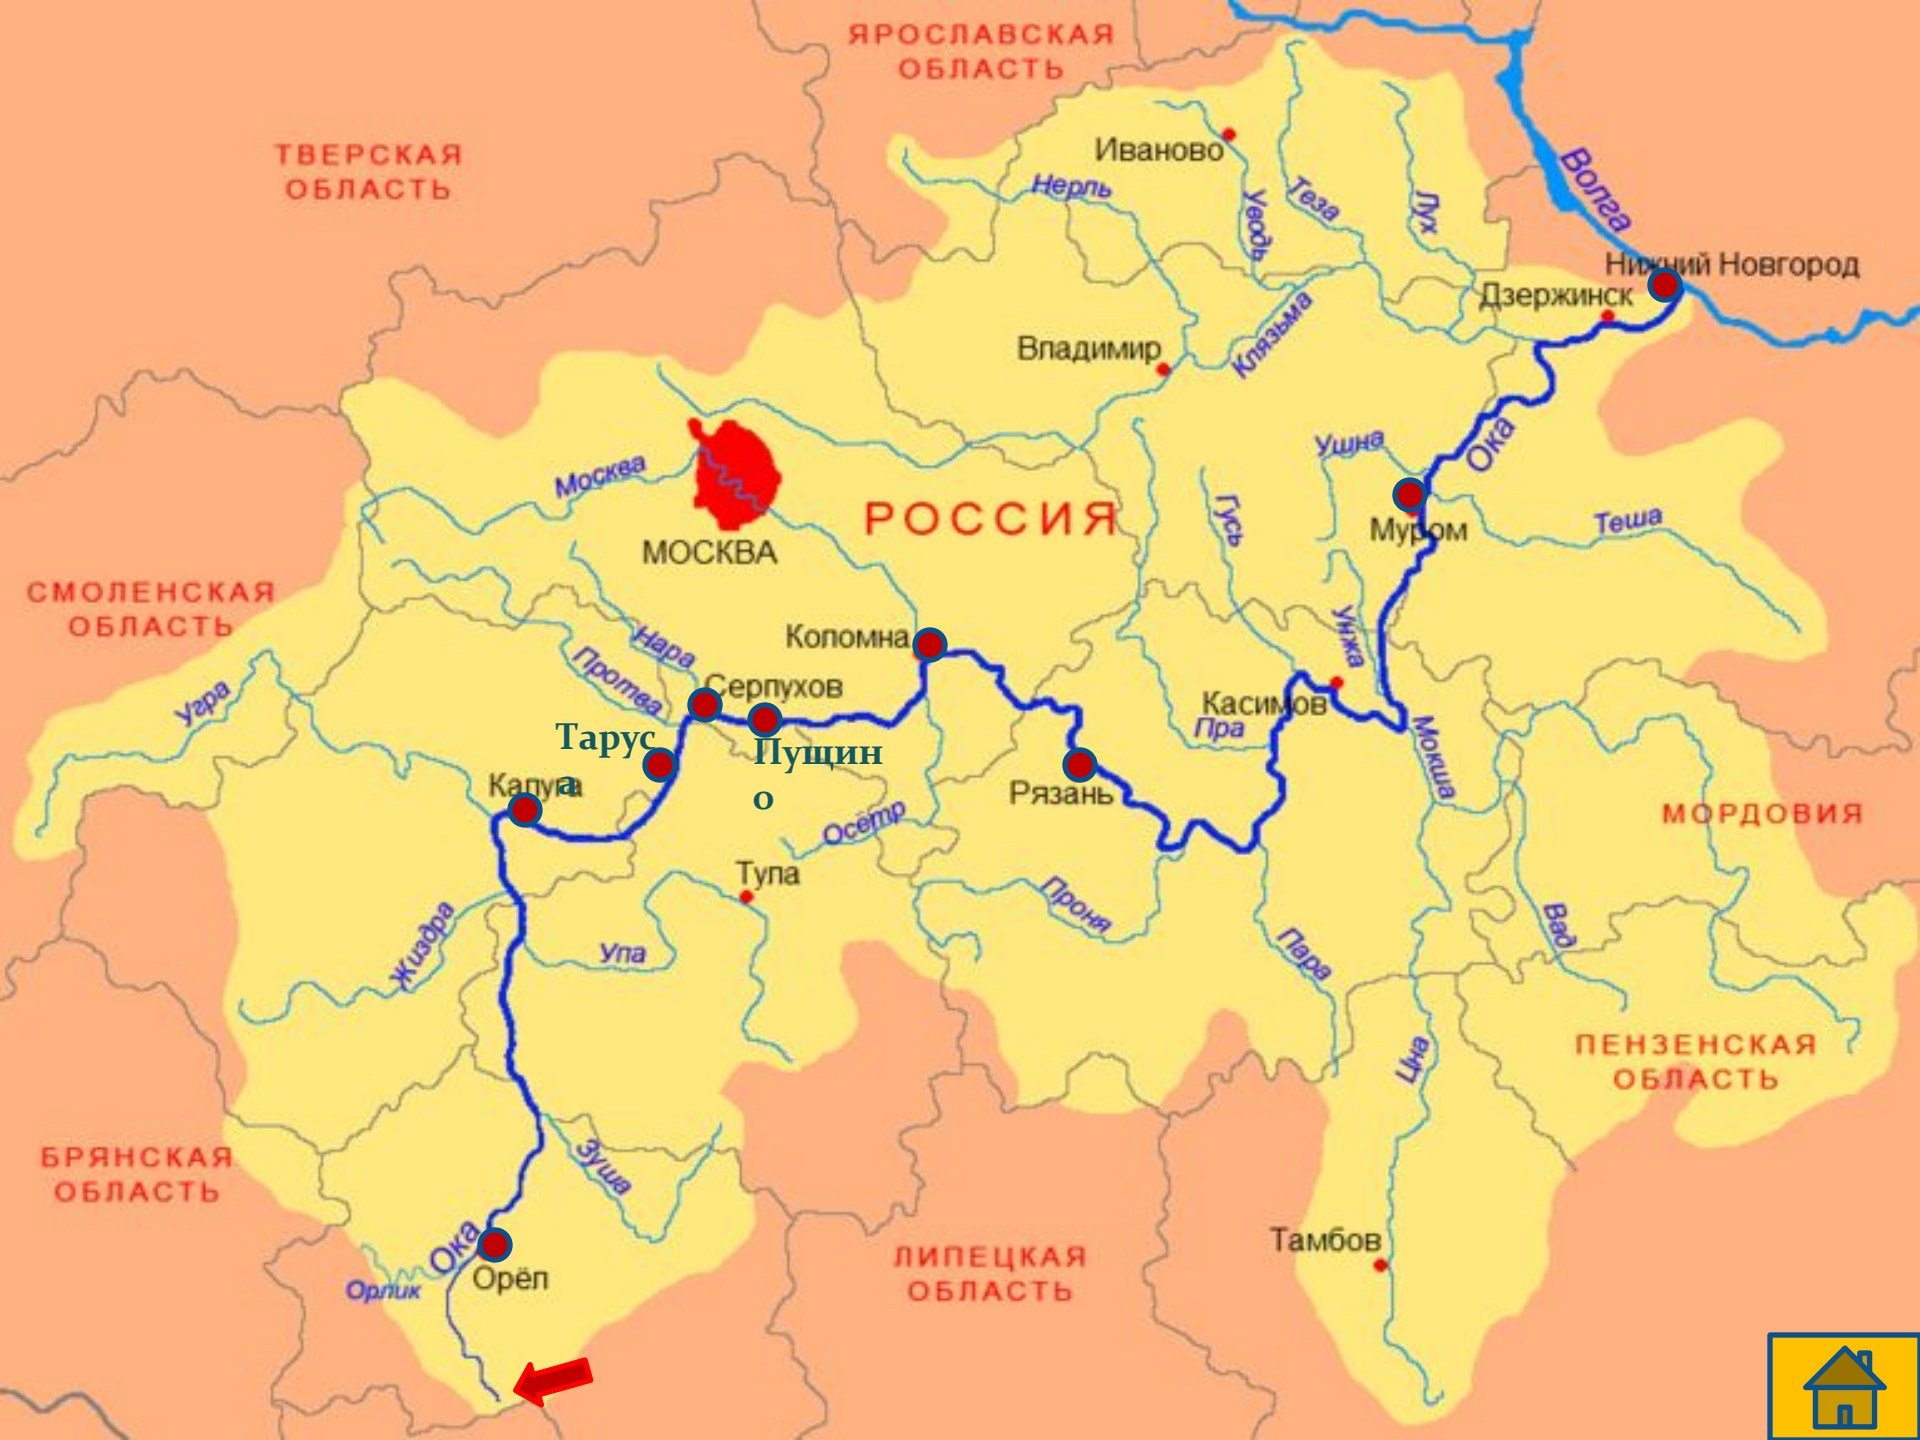 ЯРОСЛАВСКАЯ
ОБЛАСТЬ
ТВЕРСКАЯ
ОБЛАСТЬ
Иваново
Нерль
Уводь
Теза
Лух
Волга
Нижний Новгород
Дзержинск
Владимир
Клязьма
Ока
Ушна
Москва
РОССИЯ
Гусь
Муром
Теша
МОСКВА
СМОЛЕНСКАЯ
ОБЛАСТЬ
Нара
Протва
Коломна
Унжа
Угра
Серпухов
Касимов
Пра
Мокша
Тарус
а
Пущин
о
Калуга
Рязань
МОРДОВИЯ
Осётр
Тула
Проня
Жиздра
Упа
Пара
Вад
Цна
ПЕНЗЕНСКАЯ
ОБЛАСТЬ
БРЯНСКАЯ
ОБЛАСТЬ
Зуша
Ока
Орлик
Орёл
ЛИПЕЦКАЯ
ОБЛАСТЬ
Тамбов